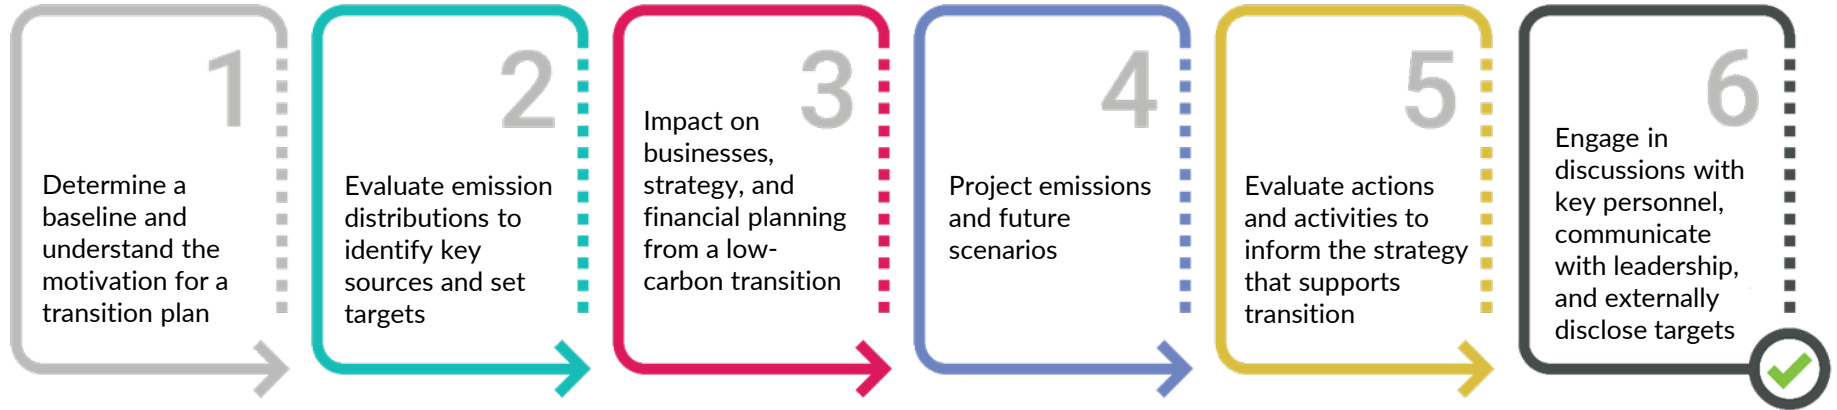 1
Determine a
baseline and
understand the
motivation for a
transition plan
2
Evaluate emission
distributions to
identify key
sources and set
targets
3
Impact on
businesses,
strategy, and
financial planning
from a low-
carbon transition
4
Project emissions
and future
scenarios
5
Evaluate actions
and activities to
inform the strategy
that supports
transition
6
Engage in
discussions with
key personnel,
communicate
with leadership,
and externally
disclose targets